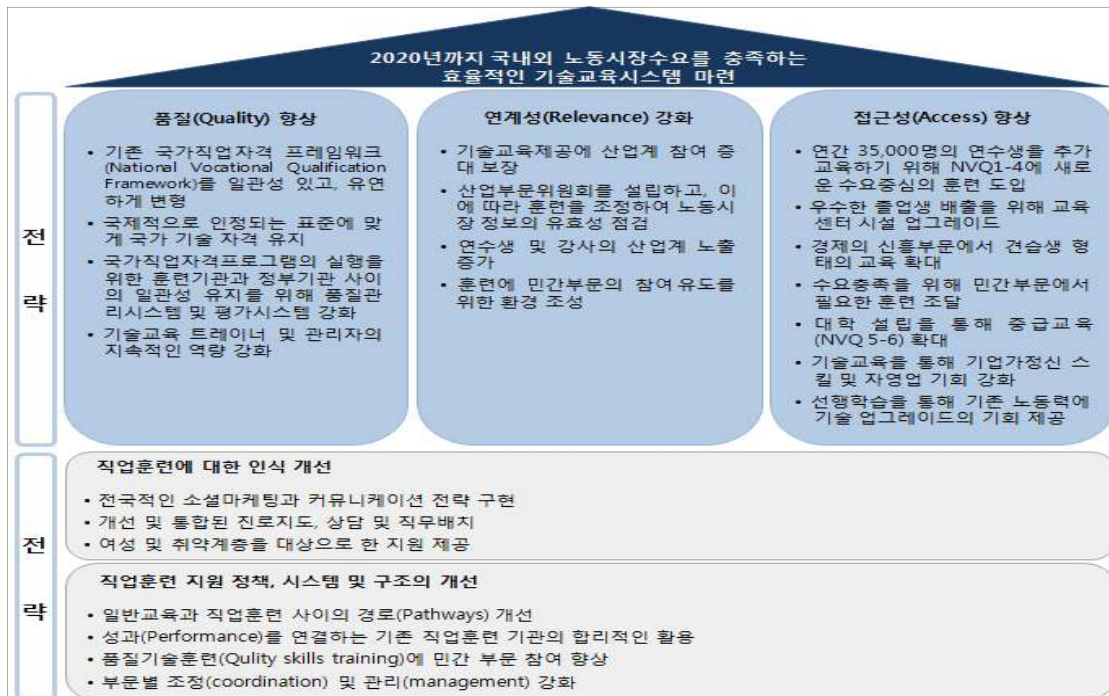 2020년까지 국내외 노동시장수요를 충족하는
효율적인 기술교육시스템 마련
전
략
품질(Quality) 향상
• 기존 국가직업자격 프레임워크
(National Vocational Qualification
Framework)를 일관성 있고, 유연
하게 변형
• 국제적으로 인정되는 표준에 맞
게 국가 기술 자격 유지
• 국가직업자격프로그램의 실행을
위한 훈련기관과 정부기관 사이
의 일관성 유지를 위해 품질관
리시스템 및 평가시스템 강화
• 기술교육 트레이너 및 관리자의
지속적인 역량 강화
연계성(Relevance) 강화
• 기술교육제공에 산업계 참여 증
대 보장
• 산업부문위원회를 설립하고, 이
에 따라 훈련을 조정하여 노동시
장 정보의 유효성 점검
• 연수생 및 강사의 산업계 노출
증가
• 훈련에 민간부문의 참여 유도를
위한 환경 조성
접근성(Access) 향상
• 연간 35,000명의 연수생을 추가
교육하기 위해 NVQ1-4에 새로
운 수요중심의 훈련 도입
• 우수한 졸업생 배출을 위해 교육
센터 시설 업그레이드
• 경제의 신흥부문에서 견습생 형
태의 교육 확대
• 수요충족을 위해 민간부문에서
필요한 훈련 조달
• 대학 설립을 통해 중급교육
(NVQ 5-6) 확대
• 기술교육을 통해 기업가정신 스
킬 및 자영업 기회 강화
• 선행학습을 통해 기존 노동력에
기술 업그레이드의 기회 제공
전
략
직업훈련에 대한 인식 개선
• 전국적인 소셜마케팅과 커뮤니케이션 전략 구현
• 개선 및 통합된 진로지도, 상담 및 직무배치
• 여성 및 취약계층을 대상으로 한 지원 제공
직업훈련 지원 정책, 시스템 및 구조의 개선
• 일반교육과 직업훈련 사이의 경로(Pathways) 개선
• 성과(Performance)를 연결하는 기존 직업훈련 기관의 합리적인 활용
• 품질기술훈련(Qulity skills training)에 민간 부문 참여 향상
• 부문별 조정(coordination) 및 관리(management) 강화